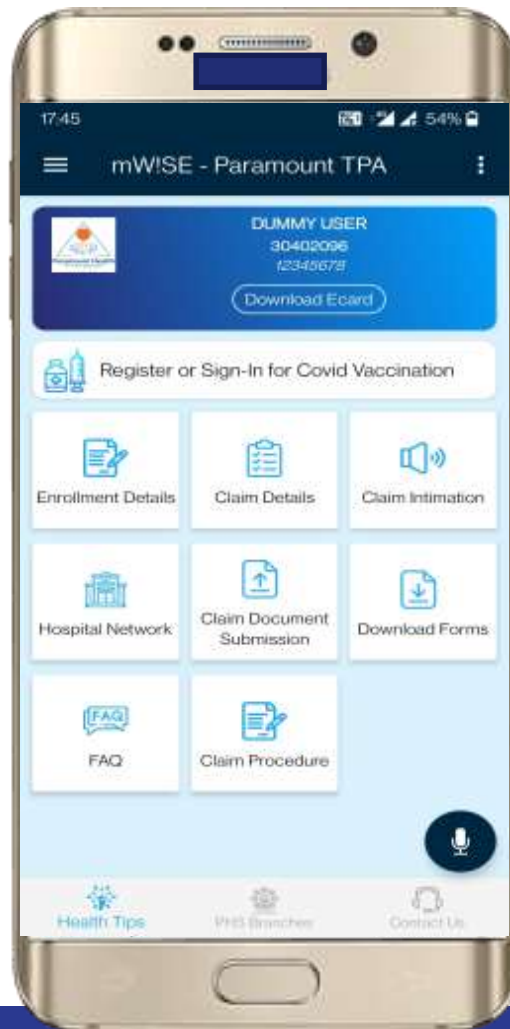 17:45
54%
mW!SE - Paramount TPA
DUMMY USER
30402096
12345678
Download Ecard
Register or Sign-In for Covid Vaccination
Enrollment Details
Claim Details
Claim Intimation
Hospital Network
Claim Document
Submission
Download Forms
FAQ
FAQ
Claim Procedure
Health Tips
PHS Branches
Contact Us